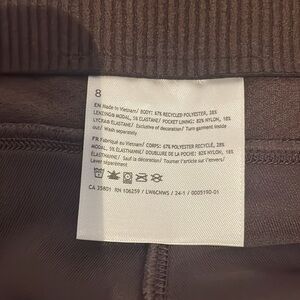 8
EN Made in Vietnam/ BODY: 67% RECYCLED POLYESTER, 28%
LENZING® MODAL, 5% ELASTANE/ POCKET LINING: 82% NYLON, 18%
LYCRA® ELASTANE/ Exclusive of decoration/ Turn garment inside
out/ Wash separately
FR Fabriqué au Vietnam/ CORPS: 67% POLYESTER RECYCLÉ, 28%
MODAL, 5% ÉLASTHANNE/ DOUBLURE DE LA POCHE: 82% NYLON, 18%
ÉLASTHANNE/ Sauf la décoration/ Tourner l'article sur l'envers/
Laver séparément
CA 35801 RN 106259 / LW6CNWS / 24-1 / 0005190-01